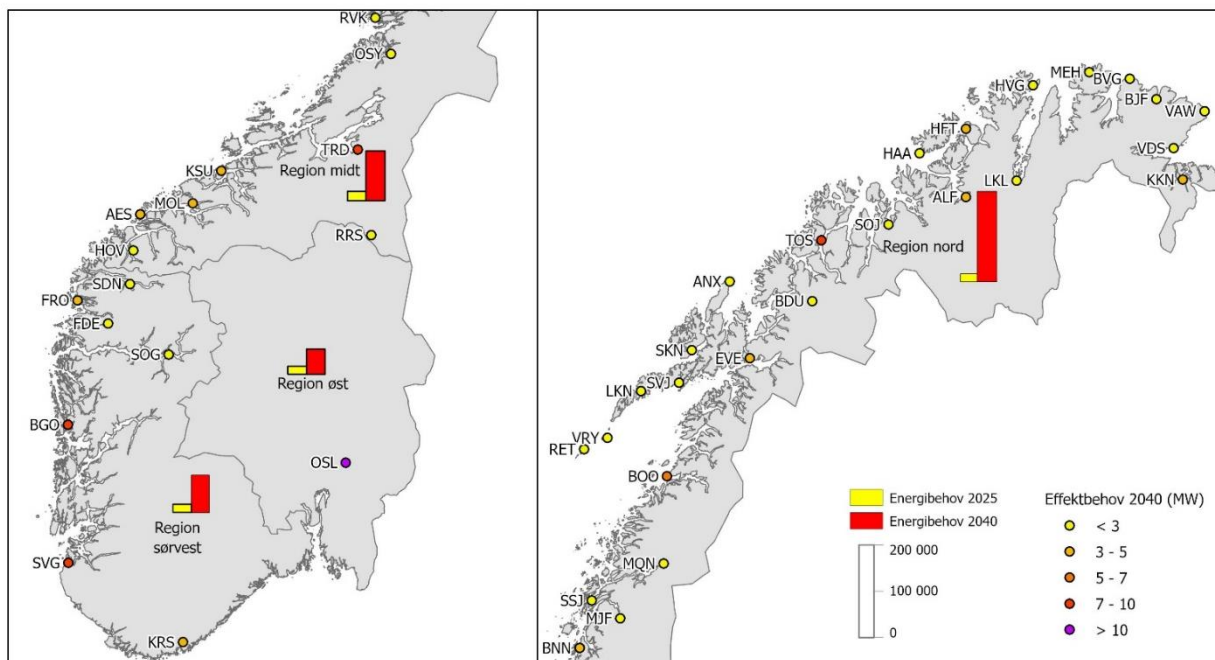 RVK
OSY
TRD
Region midt
KSU
MOL
AES
RRS
HOV
SDN
FRO
FDE
SOG
Region øst
BGO
OSL
Region
sørvest
SVG
KRS
MEH
BVG
HVG
BJF
VAW
HFT
HAA
VDS
LKL
KKN
ALF
SOJ
TOS
Region nord
ANX
BDU
SKN
EVE
SVJ
LKN
VRY
RET
BOO
MQN
SSJ
MJF
BNN
Energibehov 2025
Energibehov 2040
200 000
100 000
0
Effektbehov 2040 (MW)
< 3
3 - 5
5 - 7
7 - 10
> 10